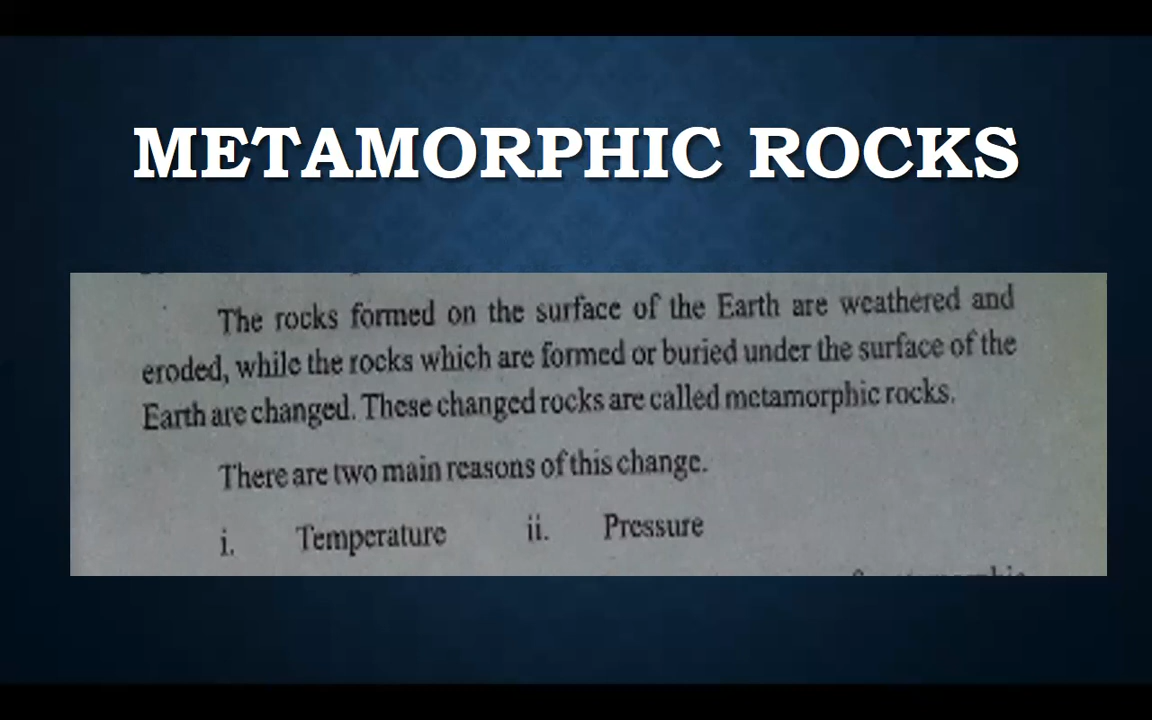 METAMORPHIC ROCKS
The rocks formed on the surface of the Earth are weathered and
eroded, while the rocks which are formed or buried under the surface of the
Earth are changed. These changed rocks are called metamorphic rocks.
There are two main reasons of this change.
i. Temperature ii. Pressure